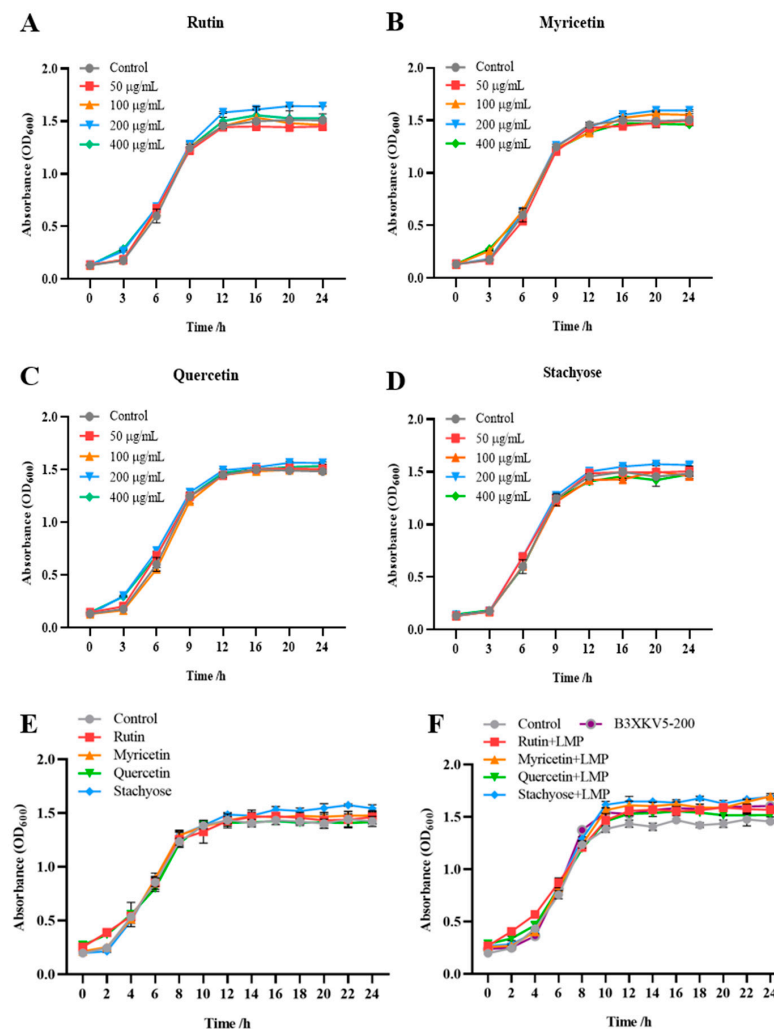 A
Rutin
Absorbance (OD600)
2.0
1.5
1.0
0.5
0.0
Control
50 μg/mL
100 μg/mL
200 μg/mL
400 μg/mL
0 3 6 9 12 16 20 24
Time /h
B
Myricetin
Absorbance (OD600)
2.0
1.5
1.0
0.5
0.0
Control
50 μg/mL
100 μg/mL
200 μg/mL
400 μg/mL
0 3 6 9 12 16 20 24
Time /h
C
Quercetin
Absorbance (OD600)
2.0
1.5
1.0
0.5
0.0
Control
50 μg/mL
100 μg/mL
200 μg/mL
400 μg/mL
0 3 6 9 12 16 20 24
Time /h
D
Stachyose
Absorbance (OD600)
2.0
1.5
1.0
0.5
0.0
Control
50 μg/mL
100 μg/mL
200 μg/mL
400 μg/mL
0 3 6 9 12 16 20 24
Time /h
E
Absorbance (OD600)
2.0
1.5
1.0
0.5
0.0
Control
Rutin
Myricetin
Quercetin
Stachyose
0 2 4 6 8 10 12 14 16 18 20 22 24
Time /h
F
Absorbance (OD600)
2.0
1.5
1.0
0.5
0.0
Control B3XKV5-200
Rutin+LMP
Myricetin+LMP
Quercetin+LMP
Stachyose+LMP
0 2 4 6 8 10 12 14 16 18 20 22 24
Time /h